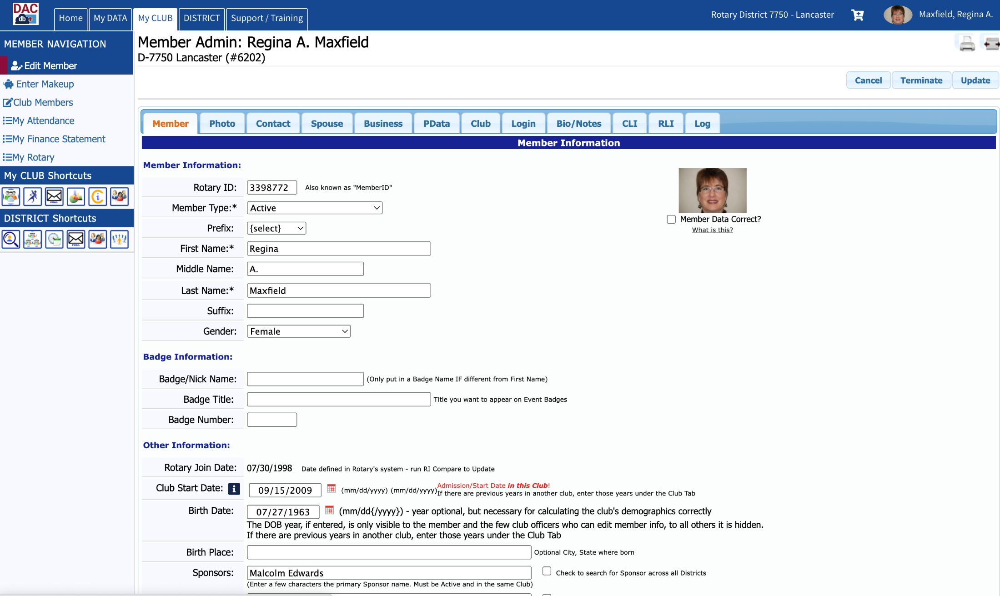 DAC
db
Home
My DATA
My CLUB
DISTRICT
Support / Training
Rotary District 7750 - Lancaster
Maxfield, Regina A.
MEMBER NAVIGATION
Edit Member
Enter Makeup
Club Members
My Attendance
My Finance Statement
My Rotary
My CLUB Shortcuts
PMAIL
DISTRICT Shortcuts
PMAIL
Member Admin: Regina A. Maxfield
D-7750 Lancaster (#6202)
Cancel
Terminate
Update
Member
Photo
Contact
Spouse
Business
PData
Club
Login
Bio/Notes
CLI
RLI
Log
Member Information
Member Information:
Rotary ID: 3398772 Also known as "MemberID"
Member Type:* Active
Prefix: {select}
First Name:* Regina
Middle Name: A.
Last Name:* Maxfield
Suffix:
Gender: Female
Member Data Correct?
What is this?
Badge Information:
Badge/Nick Name: (Only put in a Badge Name IF different from First Name)
Badge Title: Title you want to appear on Event Badges
Badge Number:
Other Information:
Rotary Join Date: 07/30/1998 Date defined in Rotary's system - run RI Compare to Update
Club Start Date: i 09/15/2009 (mm/dd/yyyy) (mm/dd/yyyy) Admission/Start Date in this Club!
If there are previous years in another club, enter those years under the Club Tab
Birth Date: 07/27/1963 (mm/dd{/yyyy}) - year optional, but necessary for calculating the club's demographics correctly
The DOB year, if entered, is only visible to the member and the few club officers who can edit member info, to all others it is hidden.
If there are previous years in another club, enter those years under the Club Tab
Birth Place: Optional City, State where born
Sponsors: Malcolm Edwards Check to search for Sponsor across all Districts
(Enter a few characters the primary Sponsor name. Must be Active and in the same Club)